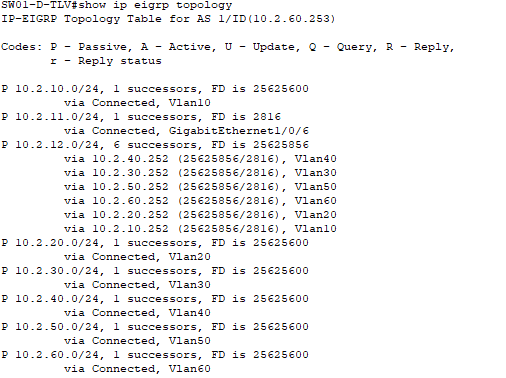 SW01-D-TLV#show ip eigrp topology
IP-EIGRP Topology Table for AS 1/ID(10.2.60.253)
Codes: P - Passive, A - Active, U - Update, Q - Query, R - Reply,
r - Reply status
P 10.2.10.0/24, 1 successors, FD is 25625600
via Connected, Vlan10
P 10.2.11.0/24, 1 successors, FD is 2816
via Connected, GigabitEthernet1/0/6
P 10.2.12.0/24, 6 successors, FD is 25625856
via 10.2.40.252 (25625856/2816), Vlan40
via 10.2.30.252 (25625856/2816), Vlan30
via 10.2.50.252 (25625856/2816), Vlan50
via 10.2.60.252 (25625856/2816), Vlan60
via 10.2.20.252 (25625856/2816), Vlan20
via 10.2.10.252 (25625856/2816), Vlan10
P 10.2.20.0/24, 1 successors, FD is 25625600
via Connected, Vlan20
P 10.2.30.0/24, 1 successors, FD is 25625600
via Connected, Vlan30
P 10.2.40.0/24, 1 successors, FD is 25625600
via Connected, Vlan40
P 10.2.50.0/24, 1 successors, FD is 25625600
via Connected, Vlan50
P 10.2.60.0/24, 1 successors, FD is 25625600
via Connected, Vlan60